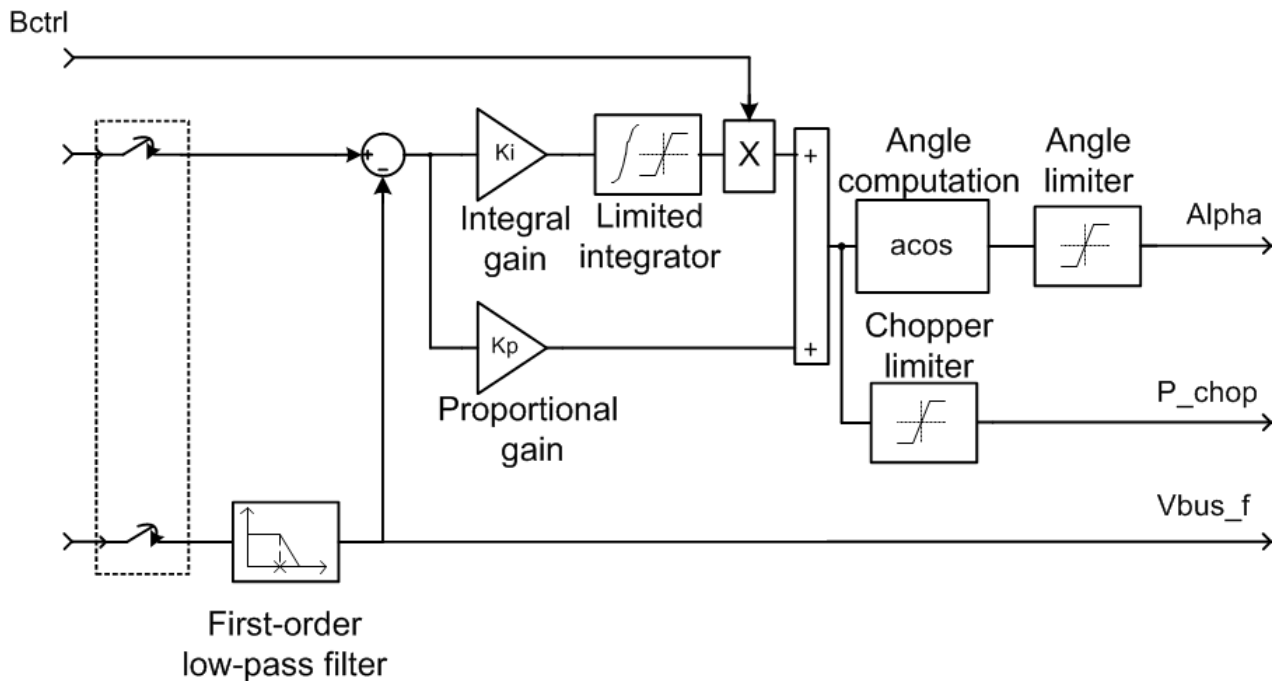 Bctrl
+
-
Ki
Integral
gain
Limited
integrator
X
+
Angle
computation
acos
Angle
limiter
Alpha
Kp
Proportional
gain
+
Chopper
limiter
P_chop
Vbus_f
First-order
low-pass filter